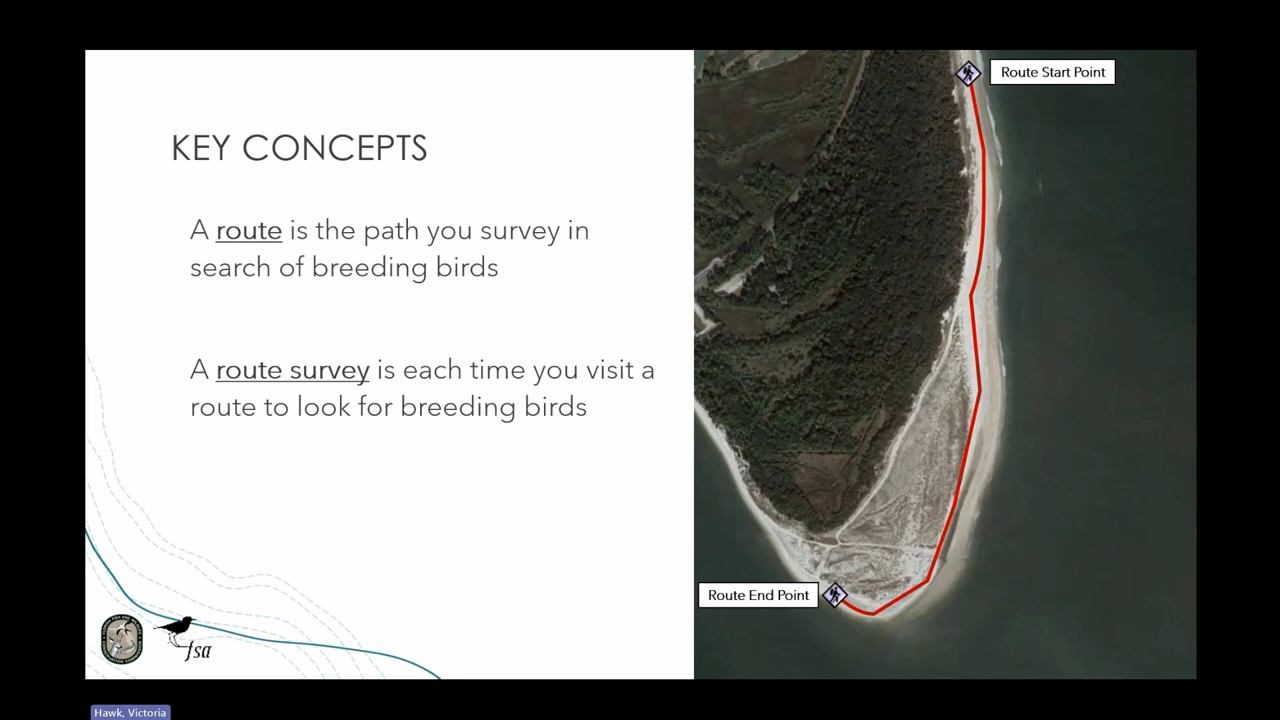 KEY CONCEPTS
A route is the path you survey in
search of breeding birds
A route survey is each time you visit a
route to look for breeding birds
Route Start Point
Route End Point
fsa
Hawk, Victoria